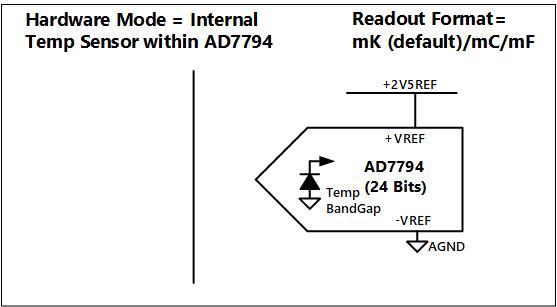 Hardware Mode = Internal
Temp Sensor within AD7794
Readout Format=
mK (default)/mC/mF
+2V5REF
+VREF
AD7794
(24 Bits)
Temp
BandGap
-VREF
AGND